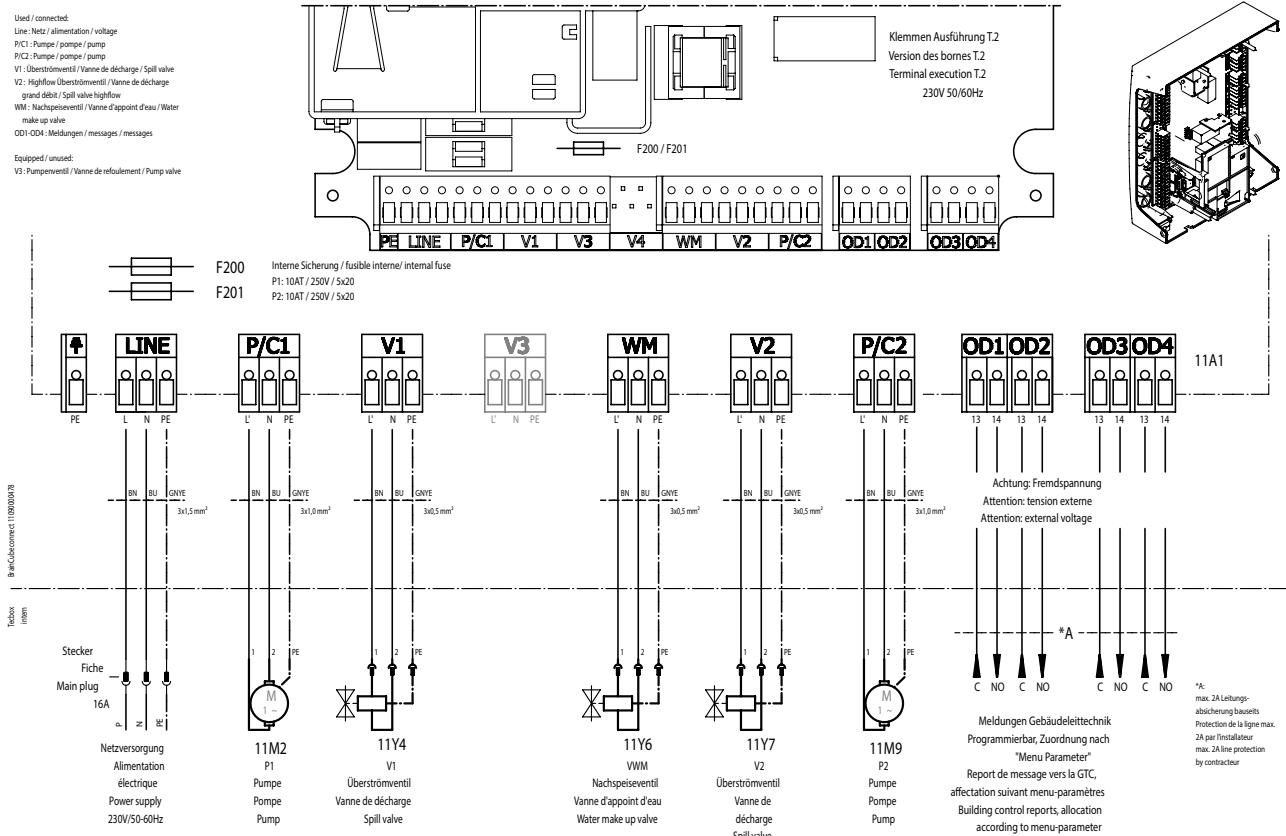 Used / connected:
Line : Netz / alimentation / voltage
P/C1 : Pumpe / pompe / pump
P/C2 : Pumpe / pompe / pump
V1 : Überströmventil / Vanne de décharge / Spill valve
V2 : Highflow Überströmventil / Vanne de décharge
grand débit / Spill valve highflow
WM : Nachspeiseventil / Vanne d'appoint d'eau / Water
make up valve
OD1-OD4 : Meldungen / messages / messages
Equipped / unused:
V3 : Pumpenventil / Vanne de refoulement / Pump valve
Klemmen Ausführung T.2
Version des bornes T.2
Terminal execution T.2
230V 50/60Hz
F200 / F201
PE LINE P/C1 V1 V3 V4 WM V2 P/C2 OD1 OD2 OD3 OD4
F200
F201
Interne Sicherung / fusible interne/ internal fuse
P1: 10AT / 250V / 5x20
P2: 10AT / 250V / 5x20
LINE P/C1 V1 V3 WM V2 P/C2 OD1 OD2 OD3 OD4
11A1
PE L N PE L' N PE L' N PE L' N PE L' N PE L' N PE L' N PE 13 14 13 14 13 14 13 14
BN BU GNYE BN BU GNYE BN BU GNYE BN BU GNYE BN BU GNYE BN BU GNYE
3x1,5 mm² 3x1,0 mm² 3x0,5 mm² 3x0,5 mm² 3x0,5 mm² 3x1,0 mm²
Achtung: Fremdspannung
Attention: tension externe
Attention: external voltage
BrainCube connect 11090000478
Tecbox
intern
*A
1 2 PE 1 2 PE 1 2 PE 1 2 PE 1 2 PE
C NO C NO C NO C NO
Stecker
Fiche
Main plug
16A
P N PE
M
1 ~
M
1 ~
Netzversorgung
Alimentation
électrique
Power supply
230V/50-60Hz
11M2
P1
Pumpe
Pompe
Pump
11Y4
V1
Überströmventil
Vanne de décharge
Spill valve
11Y6
VWM
Nachspeiseventil
Vanne d'appoint d'eau
Water make up valve
11Y7
V2
Überströmventil
Vanne de
décharge
Spill valve
11M9
P2
Pumpe
Pompe
Pump
Meldungen Gebäudeleittechnik
Programmierbar, Zuordnung nach
"Menu Parameter"
Report de message vers la GTC,
affectation suivant menu-paramètres
Building control reports, allocation
according to menu-parameter
*A:
max. 2A Leitungs-
absicherung bauseits
Protection de la ligne max.
2A par l'installateur
max. 2A line protection
by contracteur